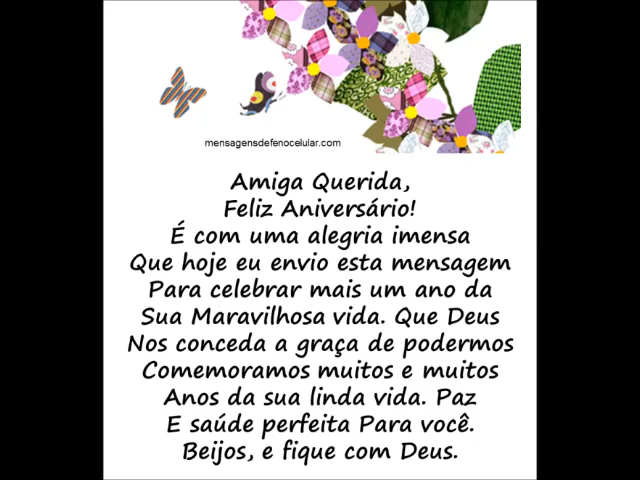 mensagensdefenocelular.com
Amiga Querida,
Feliz Aniversário!
É com uma alegria imensa
Que hoje eu envio esta mensagem
Para celebrar mais um ano da
Sua Maravilhosa vida. Que Deus
Nos conceda a graça de podermos
Comemoramos muitos e muitos
Anos da sua linda vida. Paz
E saúde perfeita Para você.
Beijos, e fique com Deus.